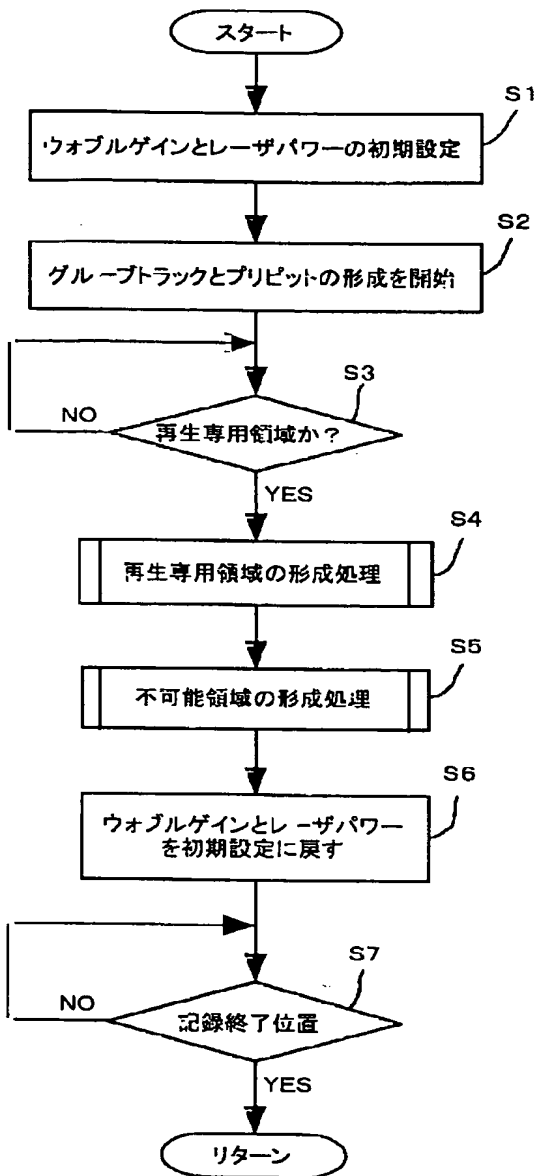 スタート
S1
ウォブルゲインとレーザパワーの初期設定
S2
グルーブトラックとプリピットの形成を開始
S3
再生専用領域か？
NO
YES
S4
再生専用領域の形成処理
S5
不可能領域の形成処理
S6
ウォブルゲインとレーザパワー
を初期設定に戻す
S7
記録終了位置
NO
YES
リターン